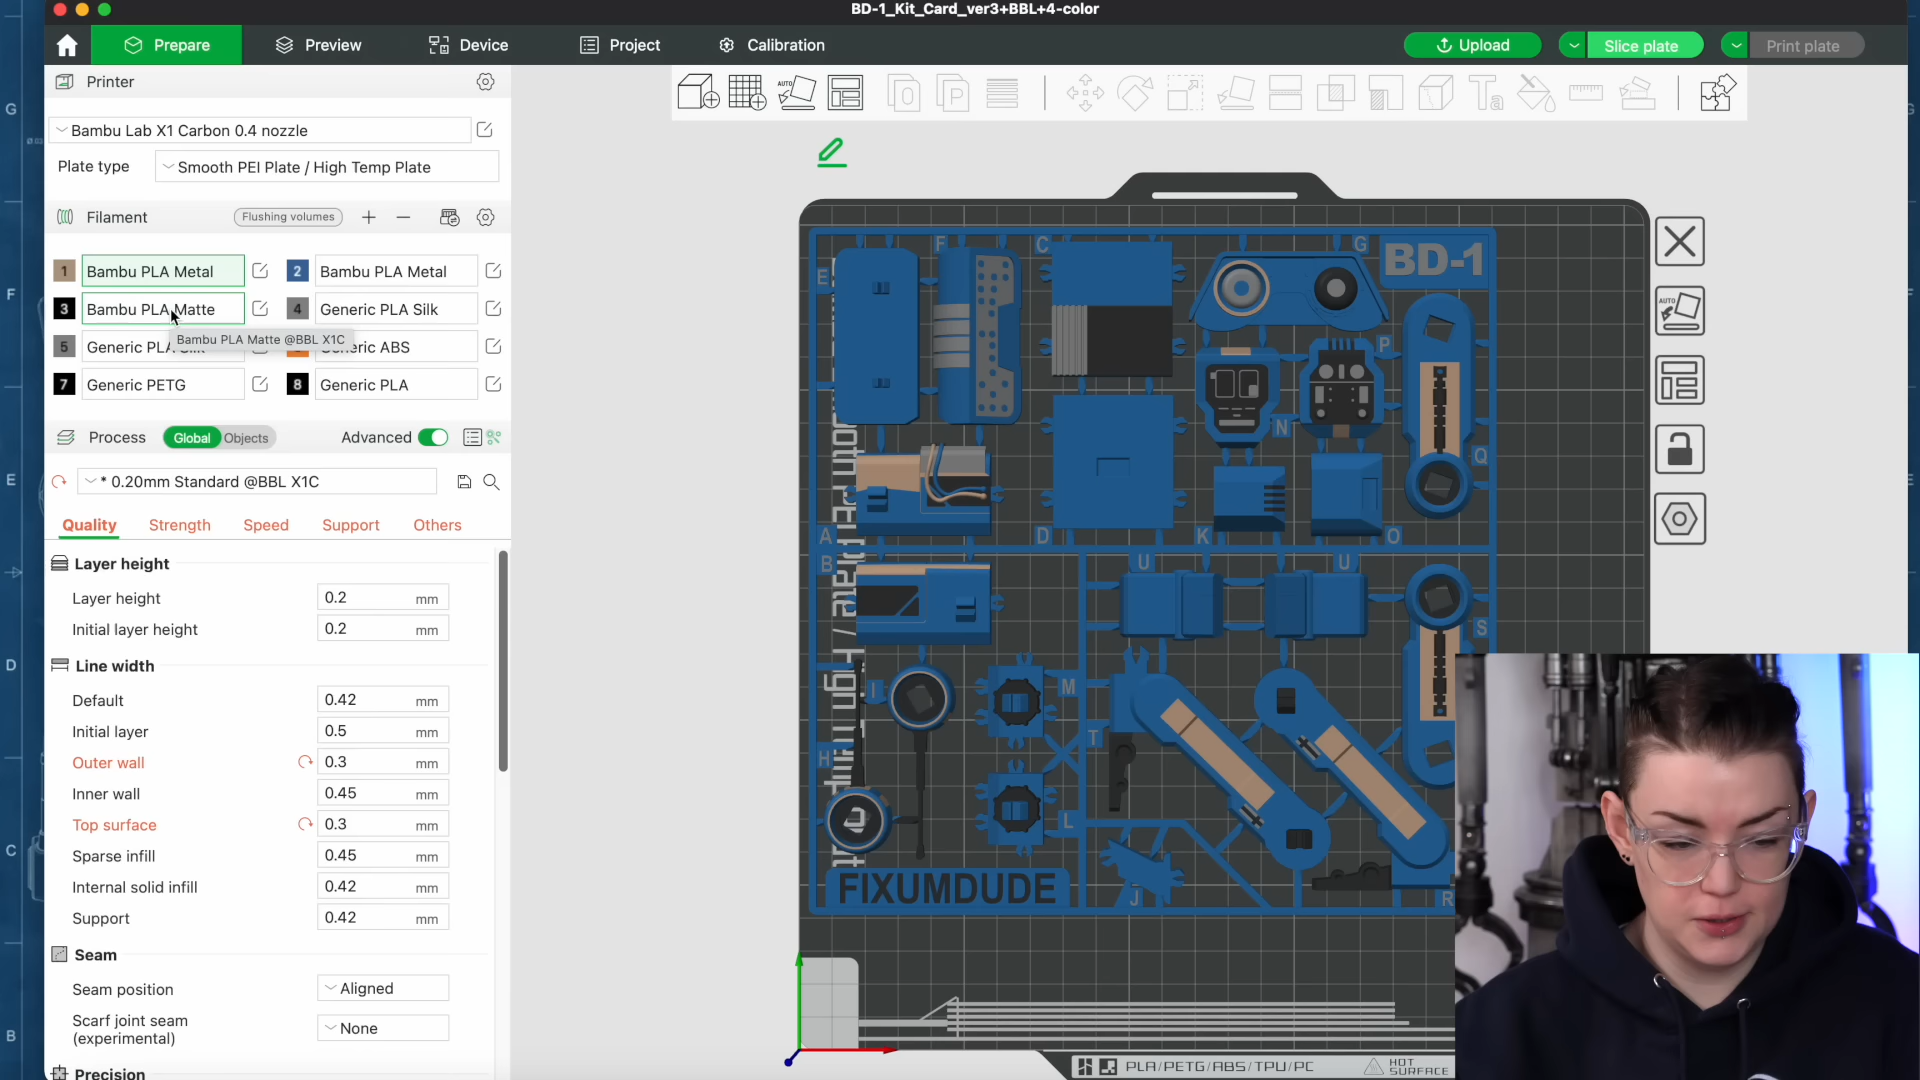 BD-1_Kit_Card_ver3+BBL+4-color
Prepare
Preview
Device
Project
Calibration
Upload
Slice plate
Print plate
Printer
Bambu Lab X1 Carbon 0.4 nozzle
Plate type
Smooth PEI Plate / High Temp Plate
Filament
Flushing volumes
1 Bambu PLA Metal
2 Bambu PLA Metal
3 Bambu PLA Matte
4 Generic PLA Silk
Bambu PLA Matte @BBL X1C
5 Generic PLA
ABS
7 Generic PETG
8 Generic PLA
Process
Global
Objects
Advanced
* 0.20mm Standard @BBL X1C
Quality
Strength
Speed
Support
Others
Layer height
Layer height 0.2 mm
Initial layer height 0.2 mm
Line width
Default 0.42 mm
Initial layer 0.5 mm
Outer wall 0.3 mm
Inner wall 0.45 mm
Top surface 0.3 mm
Sparse infill 0.45 mm
Internal solid infill 0.42 mm
Support 0.42 mm
Seam
Seam position Aligned
Scarf joint seam
(experimental)
None
Precision
AUTO
O
P
Ta
AUTO
BD-1
E
F
C
G
P
N
Q
A
D
K
O
B
U
U
S
I
M
T
H
L
J
R
FIXUMDUDE
PLA/PETG/ABS/TPU/PC
HOT
SURFACE
G
F
E
D
C
B
G